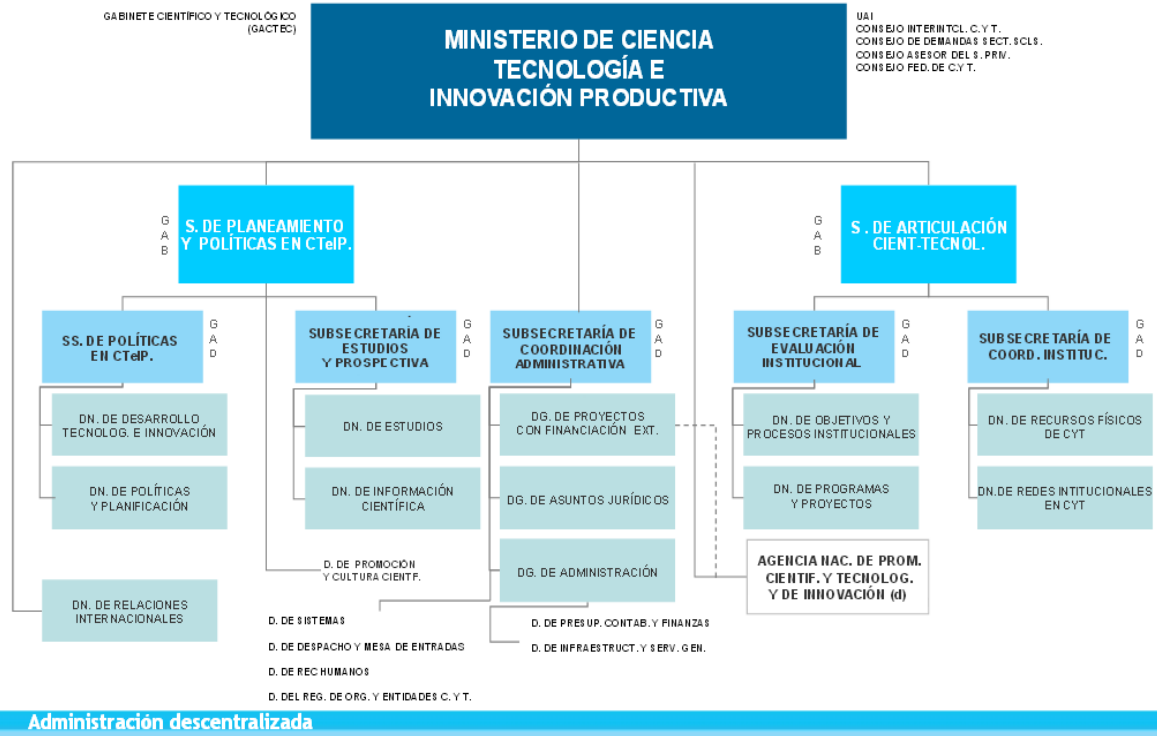 GABINETE CIENTÍFICO Y TECNOLÓGICO
(GACTEC)
MINISTERIO DE CIENCIA
TECNOLOGÍA E
INNOVACIÓN PRODUCTIVA
UAI
CONSEJO INTERINTCL. C. Y T.
CONSEJO DE DEMANDAS SECT. SCLS.
CONSEJO ASESOR DEL S. PRIV.
CONSEJO FED. DE C. Y T.
G
A
B
S. DE PLANEAMIENTO
Y POLÍTICAS EN CTeIP.
G
A
B
S . DE ARTICULACIÓN
CIENT-TECNOL.
SS. DE POLÍTICAS
EN CTeIP.
G
A
D
SUBSECRETARÍA DE
ESTUDIOS
Y PROSPECTIVA
G
A
D
SUBSECRETARÍA DE
COORDINACIÓN
ADMINISTRATIVA
G
A
D
SUBSECRETARÍA DE
EVALUACIÓN
INSTITUCIONAL
G
A
D
SUBSECRETARÍA DE
COORD. INSTITUC.
G
A
D
DN. DE DESARROLLO
TECNOLOG. E INNOVACIÓN
DN. DE ESTUDIOS
DG. DE PROYECTOS
CON FINANCIACIÓN EXT.
DN. DE OBJETIVOS Y
PROCESOS INSTITUCIONALES
DN. DE RECURSOS FÍSICOS
DE CYT
DN. DE POLÍTICAS
Y PLANIFICACIÓN
DN. DE INFORMACIÓN
CIENTÍFICA
DG. DE ASUNTOS JURÍDICOS
DN. DE PROGRAMAS
Y PROYECTOS
DN. DE REDES INTITUCIONALES
EN CYT
D. DE PROMOCIÓN
Y CULTURA CIENTF.
DG. DE ADMINISTRACIÓN
AGENCIA NAC. DE PROM.
CIENTIF. Y TECNOLOG.
Y DE INNOVACIÓN (d)
DN. DE RELACIONES
INTERNACIONALES
D. DE SISTEMAS
D. DE DESPACHO Y MESA DE ENTRADAS
D. DE REC HUMANOS
D. DEL REG. DE ORG. Y ENTIDADES C. Y T.
D. DE PRESUP. CONTAB. Y FINANZAS
D. DE INFRAESTRUCT. Y SERV. GEN.
Administración descentralizada